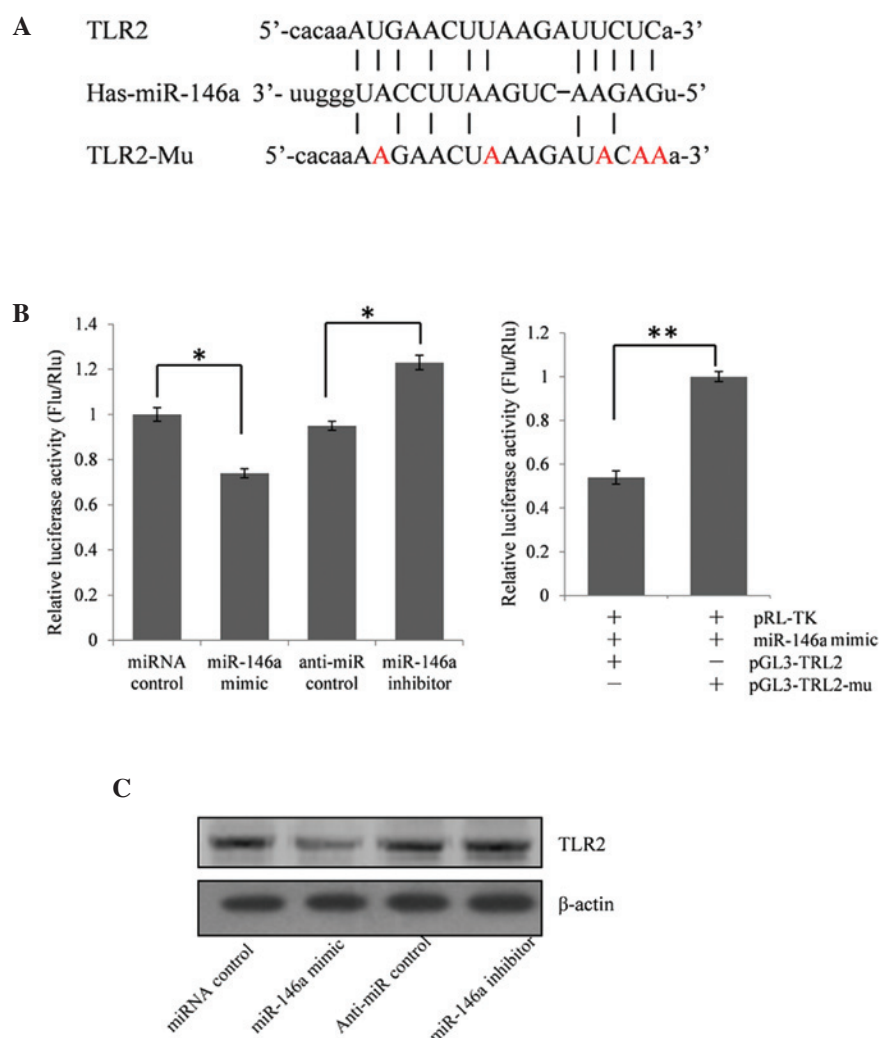 A
TLR2 5'-cacaaAUGAACUUAAGAUUCUCa-3'
Has-miR-146a 3'- uugggUACCUUAAGUC–AAGAGu-5'
TLR2-Mu 5'-cacaaAAGAACUAAAGAUACAAa-3'
B
Relative luciferase activity (Flu/Rlu)
1.4
1.2
1
0.8
0.6
0.4
0.2
0
*
*
miRNA control
miR-146a mimic
anti-miR control
miR-146a inhibitor
Relative luciferase activity (Flu/Rlu)
1.2
1
0.8
0.6
0.4
0.2
0
**
+ + pRL-TK
+ + miR-146a mimic
+ − pGL3-TRL2
− + pGL3-TRL2-mu
C
TLR2
β-actin
miRNA control
miR-146a mimic
Anti-miR control
miR-146a inhibitor